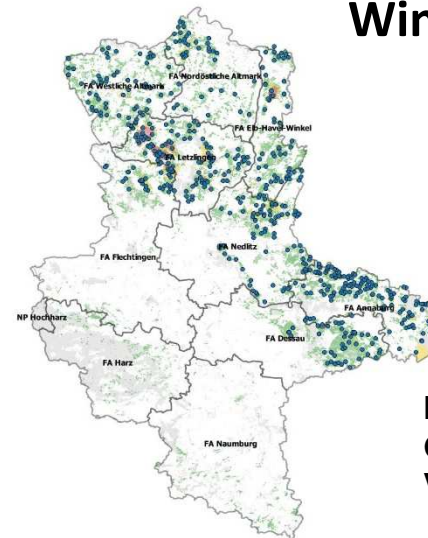 Win
FA Nordöstliche Altmark
FA Westliche Altmark
FA Elb-Havel-Winkel
FA Letzlingen
FA Nedlitz
FA Flechtingen
FA Annaburg
NP Hochharz
FA Dessau
FA Harz
FA Naumburg